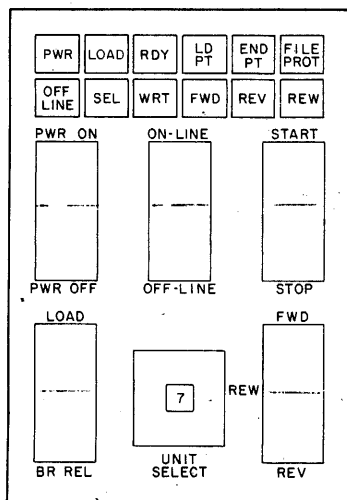 PWR LOAD RDY LD PT END PT FILE PROT
OFF LINE SEL WRT FWD REV REW
PWR ON ON-LINE START
PWR OFF OFF-LINE STOP
LOAD FWD
7 REW
BR REL UNIT SELECT REV